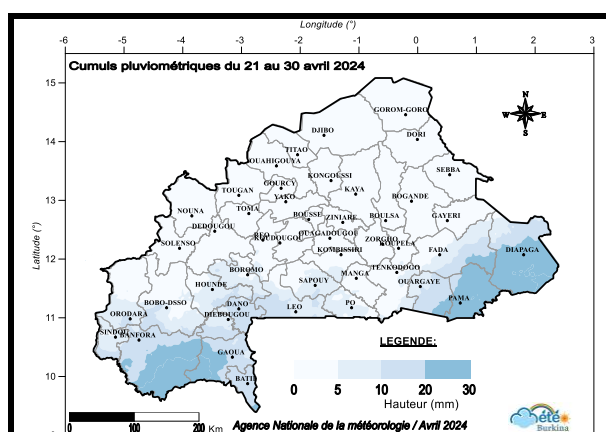 Longitude (°)
-6 -5 -4 -3 -2 -1 0 1 2 3
Cumuls pluviométriques du 21 au 30 avril 2024
15
N
W E
S
GOROM-GORO
DJIBO
DORI
14
TITAO
OUAHIGOUYA
SEBBA
KONGOUSSI
GOURCY
TOUGAN
KAYA
13
YAKO
BOGANDE
NOUNA
TOMA
BOUSSE
ZINIARE
BOULSA
GAYERI
DEDOUGOU
REO
KOUDOUGOU
OUAGADOUGOU
ZORGHO
KOUPELA
SOLENSO
KOMBISSIRI
FADA
DIAPAGA
12
Latitude (°)
BOROMO
TENKODOGO
MANGA
HOUNDE
SAPOUY
OUARGAYE
BOBO-DSSO
DANO
LEO
PO
PAMA
11
ORODARA
DIEBOUGOU
SINDOU
BANFORA
LEGENDE:
GAOUA
10
BATIE
0 5 10 20 30
Hauteur (mm)
0 100 200
Km
Agence Nationale de la météorologie / Avril 2024
météo
Burkina